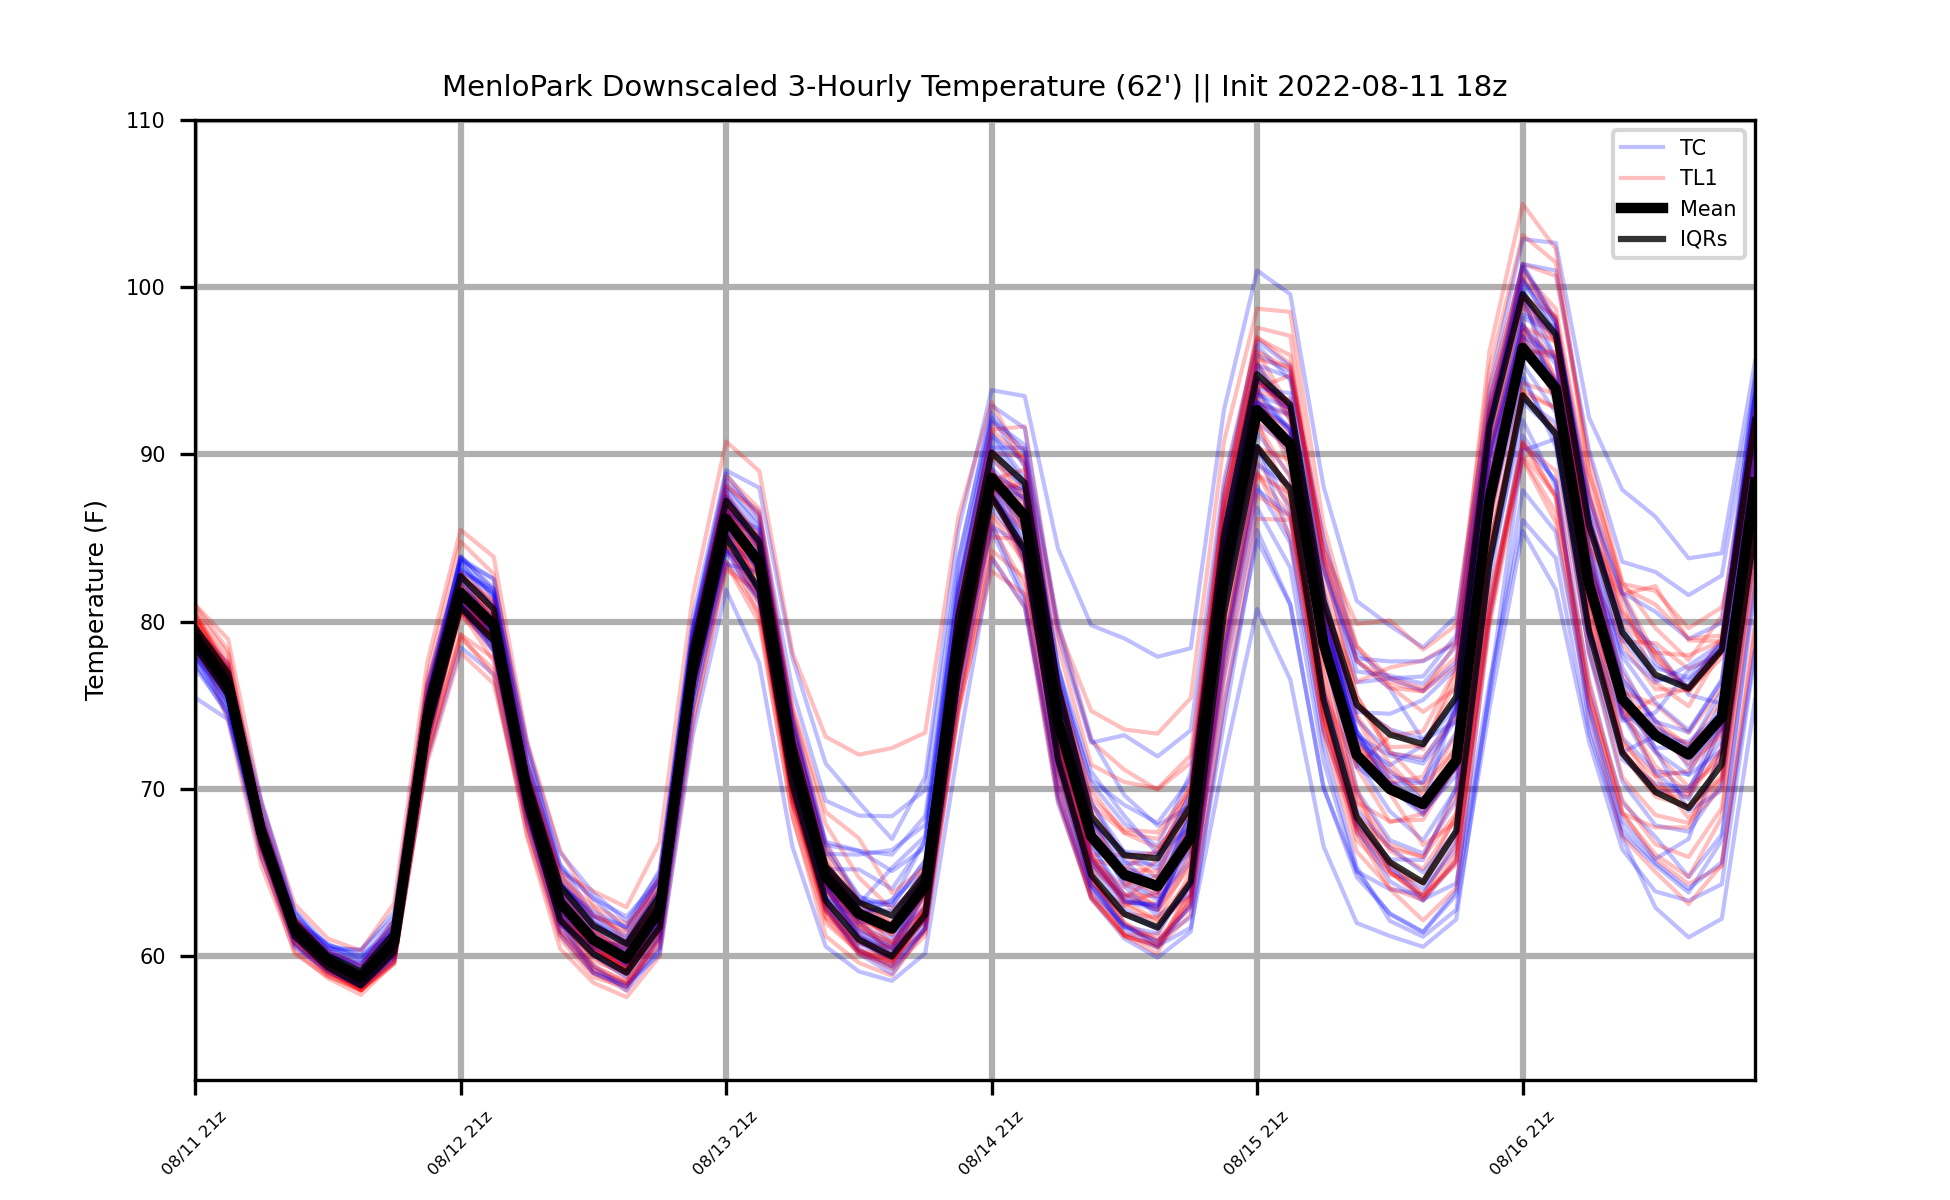 MenloPark Downscaled 3-Hourly Temperature (62') || Init 2022-08-11 18z
110
100
90
80
70
60
Temperature (F)
TC
TL1
Mean
IQRs
08/11 21z
08/12 21z
08/13 21z
08/14 21z
08/15 21z
08/16 21z